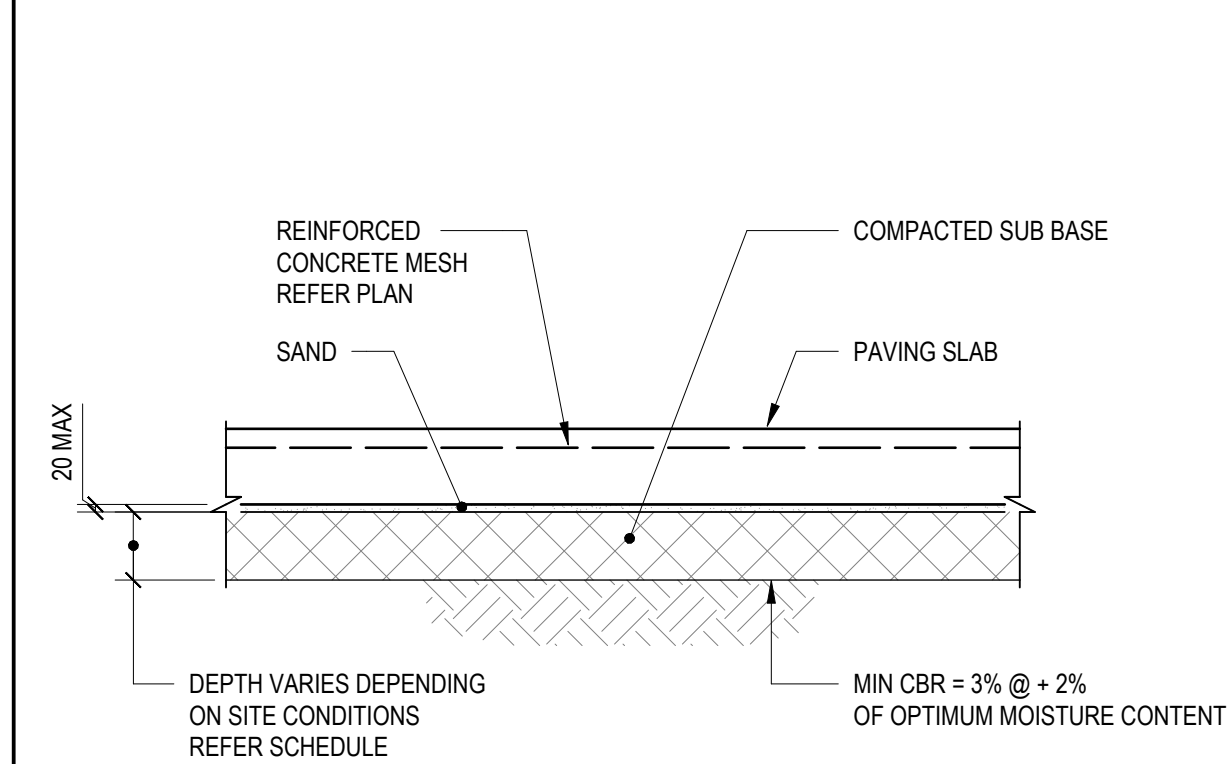 REINFORCED
CONCRETE MESH
REFER PLAN
COMPACTED SUB BASE
SAND
PAVING SLAB
20 MAX
DEPTH VARIES DEPENDING
ON SITE CONDITIONS
REFER SCHEDULE
MIN CBR = 3% @ + 2%
OF OPTIMUM MOISTURE CONTENT